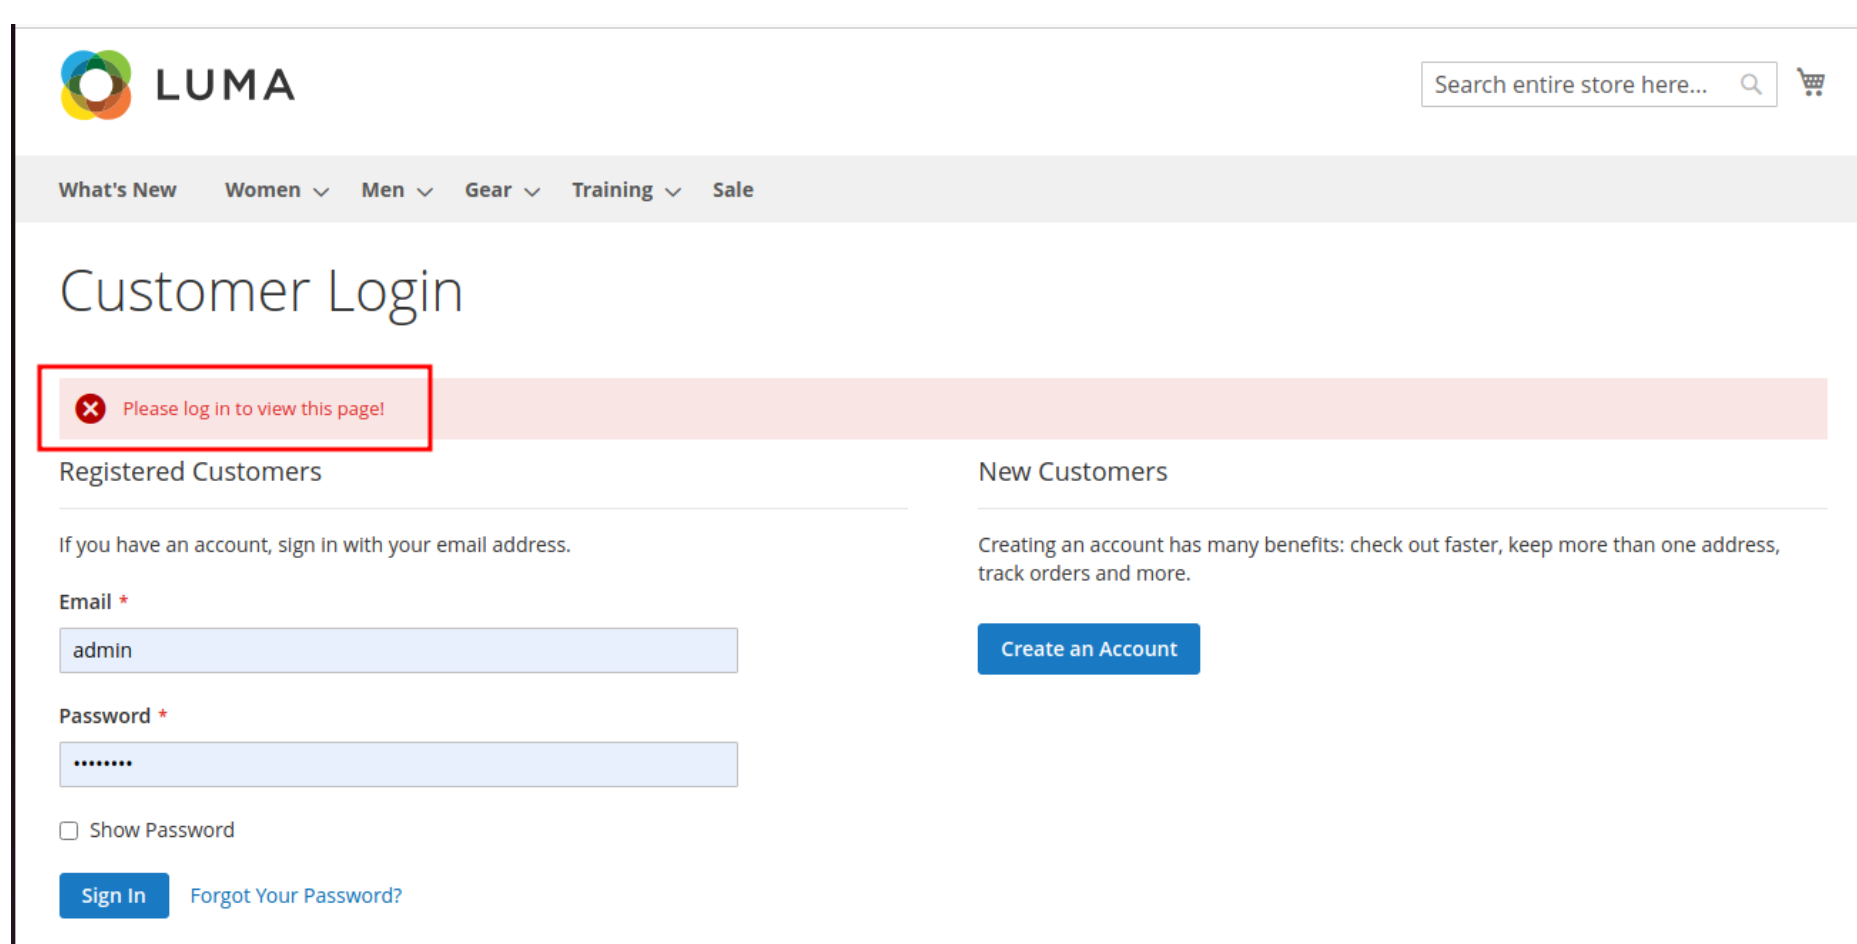 LUMA
Search entire store here...
What's New Women Men Gear Training Sale
Customer Login
Please log in to view this page!
Registered Customers
If you have an account, sign in with your email address.
Email *
admin
Password *
••••••••
Show Password
Sign In Forgot Your Password?
New Customers
Creating an account has many benefits: check out faster, keep more than one address,
track orders and more.
Create an Account